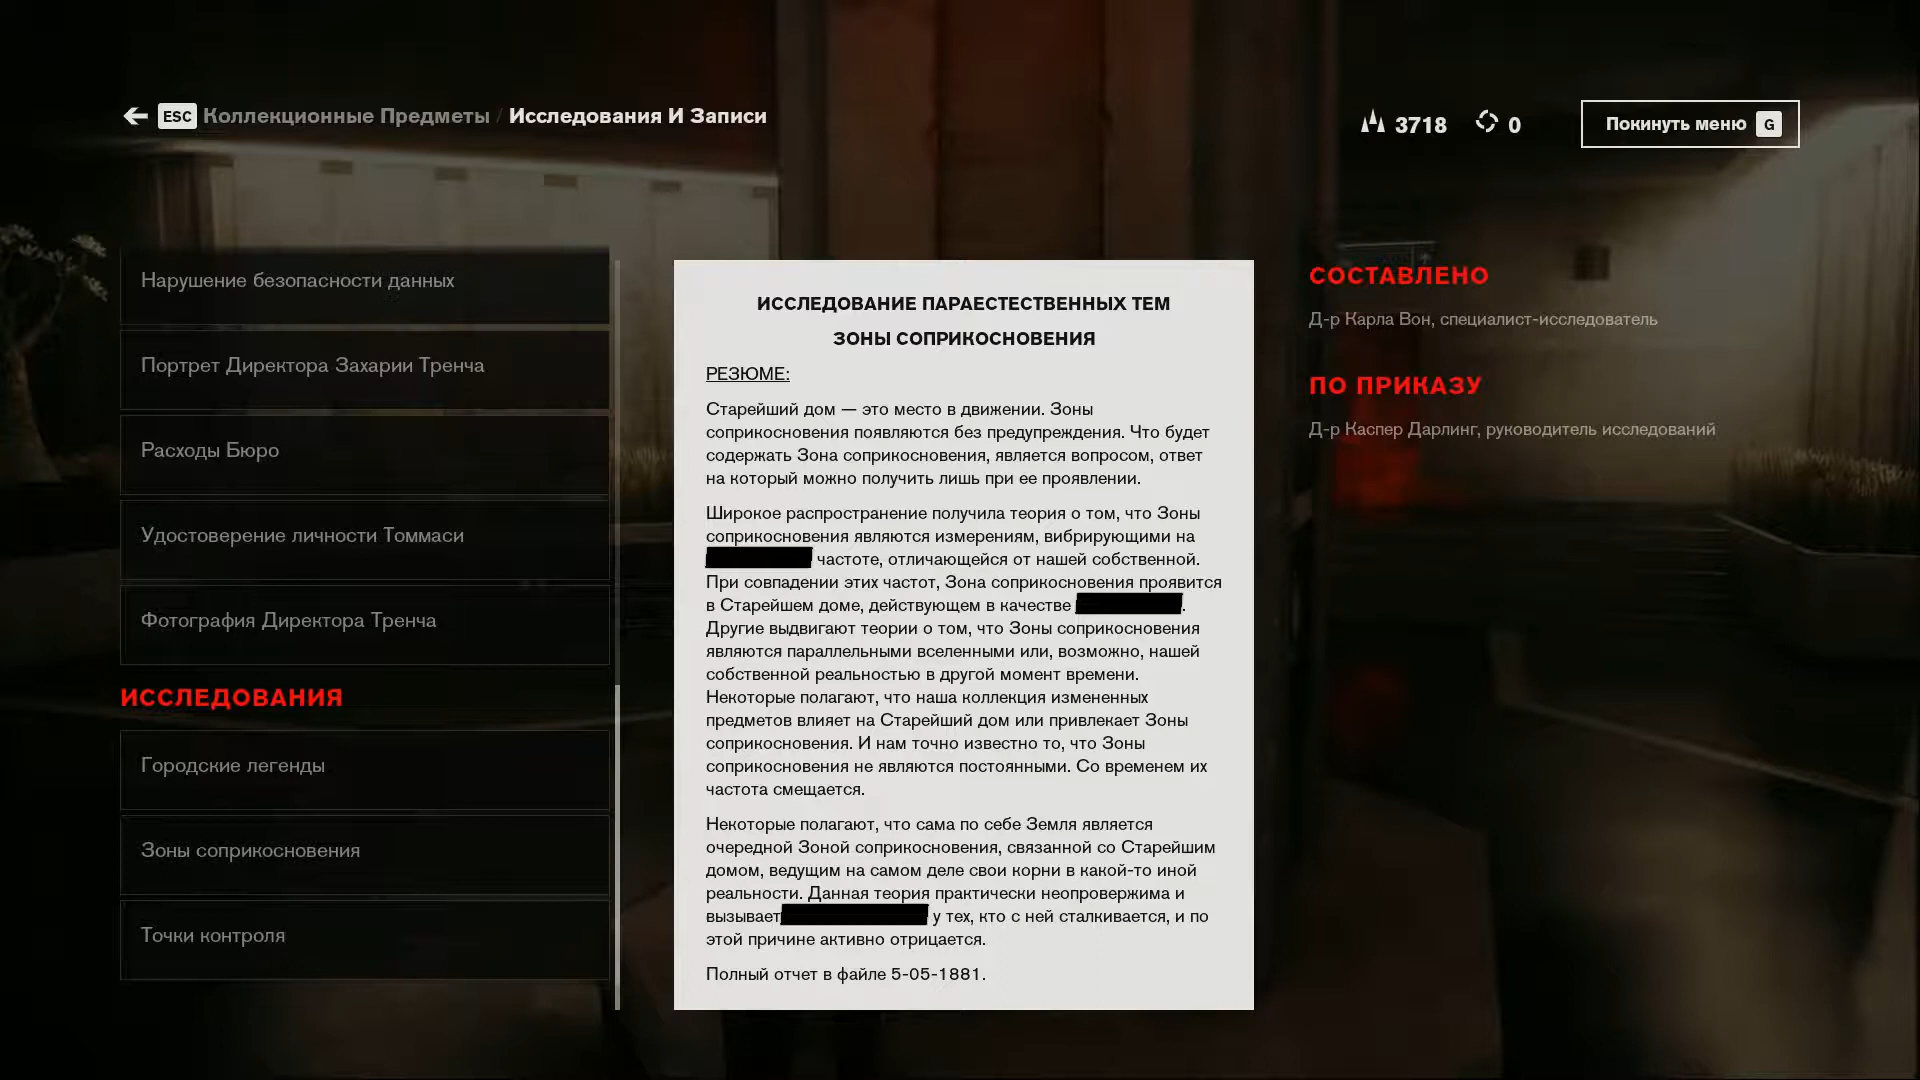 ESC Коллекционные Предметы / Исследования И Записи
3718 0
Покинуть меню G
Нарушение безопасности данных
Портрет Директора Захарии Тренча
Расходы Бюро
Удостоверение личности Томмаси
Фотография Директора Тренча
ИССЛЕДОВАНИЯ
Городские легенды
Зоны соприкосновения
Точки контроля
ИССЛЕДОВАНИЕ ПАРАЕСТЕСТВЕННЫХ ТЕМ
ЗОНЫ СОПРИКОСНОВЕНИЯ
РЕЗЮМЕ:
Старейший дом — это место в движении. Зоны
соприкосновения появляются без предупреждения. Что будет
содержать Зона соприкосновения, является вопросом, ответ
на который можно получить лишь при ее проявлении.
Широкое распространение получила теория о том, что Зоны
соприкосновения являются измерениям, вибрирующими на
частоте, отличающейся от нашей собственной.
При совпадении этих частот, Зона соприкосновения проявится
в Старейшем доме, действующем в качестве .
Другие выдвигают теории о том, что Зоны соприкосновения
являются параллельными вселенными или, возможно, нашей
собственной реальностью в другой момент времени.
Некоторые полагают, что наша коллекция измененных
предметов влияет на Старейший дом или привлекает Зоны
соприкосновения. И нам точно известно то, что Зоны
соприкосновения не являются постоянными. Со временем их
частота смещается.
Некоторые полагают, что сама по себе Земля является
очередной Зоной соприкосновения, связанной со Старейшим
домом, ведущим на самом деле свои корни в какой-то иной
реальности. Данная теория практически неопровержима и
вызывает у тех, кто с ней сталкивается, и по
этой причине активно отрицается.
Полный отчет в файле 5-05-1881.
СОСТАВЛЕНО
Д-р Карла Вон, специалист-исследователь
ПО ПРИКАЗУ
Д-р Каспер Дарлинг, руководитель исследований